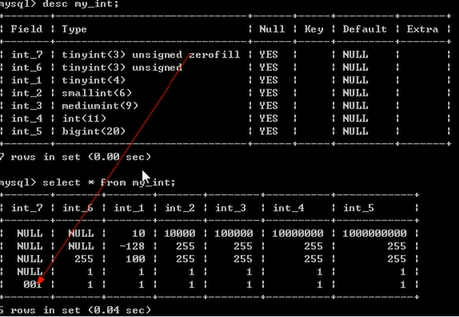 mysql> desc my_int;
| Field | Type | Null | Key | Default | Extra |
| int_7 | tinyint(3) unsigned zerofill | YES | | NULL | |
| int_6 | tinyint(3) unsigned | YES | | NULL | |
| int_1 | tinyint(4) | YES | | NULL | |
| int_2 | smallint(6) | YES | | NULL | |
| int_3 | mediumint(9) | YES | | NULL | |
| int_4 | int(11) | YES | | NULL | |
| int_5 | bigint(20) | YES | | NULL | |
7 rows in set (0.00 sec)
mysql> select * from my_int;
| int_7 | int_6 | int_1 | int_2 | int_3 | int_4 | int_5 |
| NULL | NULL | 10 | 10000 | 100000 | 10000000 | 1000000000 |
| NULL | NULL | -128 | 255 | 255 | 255 | 255 |
| NULL | 255 | 100 | 255 | 255 | 255 | 255 |
| NULL | 1 | 1 | 1 | 1 | 1 | 1 |
| 001 | 1 | 1 | 1 | 1 | 1 | 1 |
5 rows in set (0.04 sec)